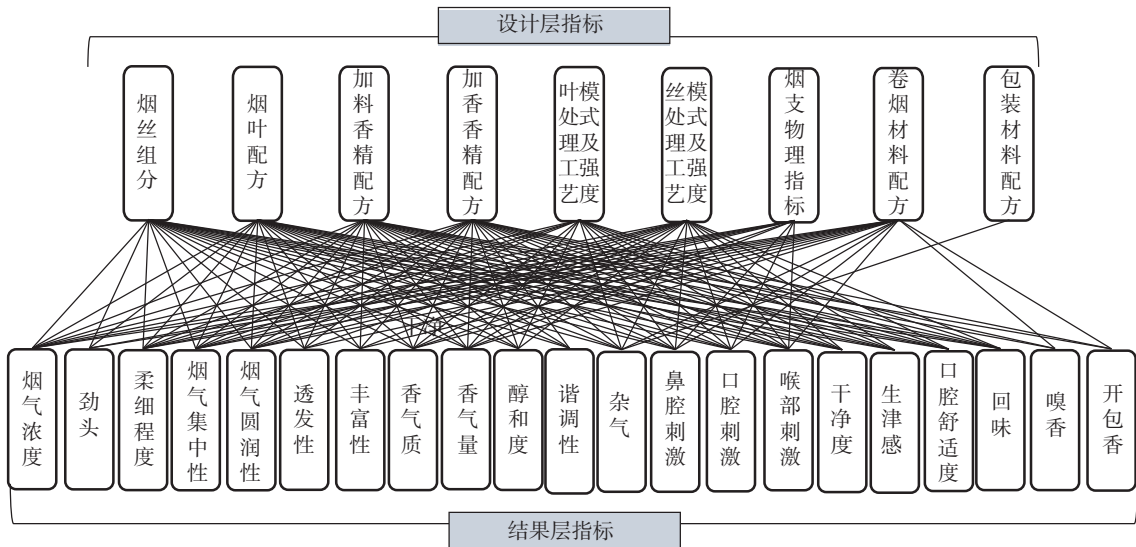 设计层指标
烟丝组分
烟叶配方
加料香精配方
加香香精配方
叶处理工艺
模式及强度
丝处理工艺
模式及强度
烟支物理指标
卷烟材料配方
包装材料配方
烟气浓度
劲头
柔细程度
烟气集中性
烟气圆润性
透发性
丰富性
香气质
香气量
醇和度
谐调性
杂气
鼻腔刺激
口腔刺激
喉部刺激
干净度
生津感
口腔舒适度
回味
嗅香
开包香
结果层指标